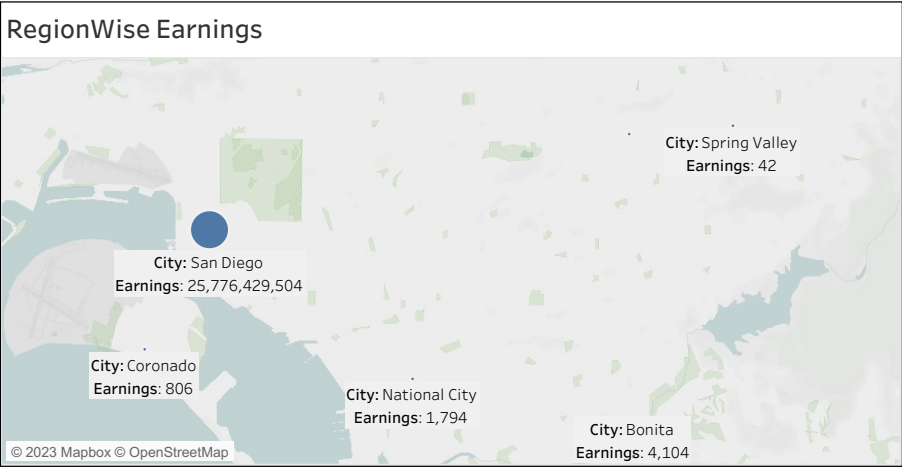 RegionWise Earnings
City: Spring Valley
Earnings: 42
City: San Diego
Earnings: 25,776,429,504
City: Coronado
Earnings: 806
City: National City
Earnings: 1,794
City: Bonita
Earnings: 4,104
© 2023 Mapbox © OpenStreetMap